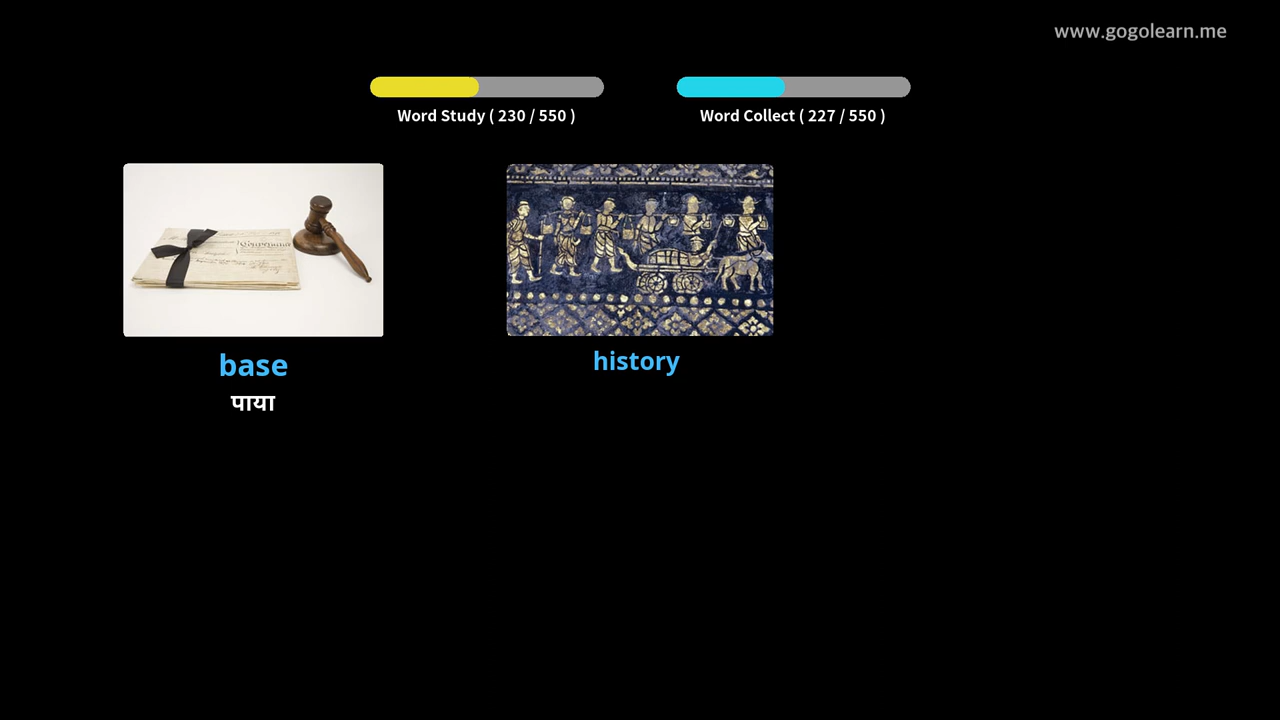 www.gogolearn.me
Word Study ( 230 / 550 )
Word Collect ( 227 / 550 )
base
पाया
history